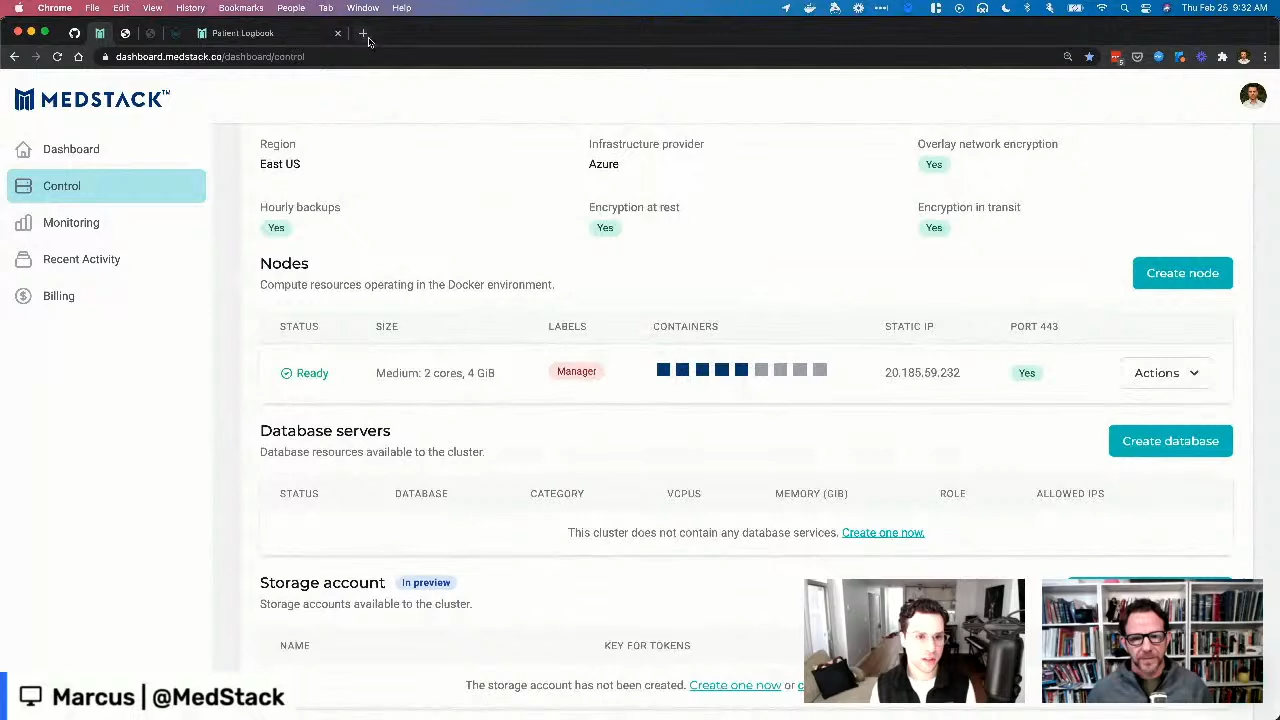 Chrome File Edit View History Bookmarks People Tab Window Help Thu Feb 25 9:32 AM
Patient Logbook
dashboard.medstack.co/dashboard/control
MEDSTACK™
Dashboard
Control
Monitoring
Recent Activity
Billing
Region Infrastructure provider Overlay network encryption
East US Azure Yes
Hourly backups Encryption at rest Encryption in transit
Yes Yes Yes
Nodes
Compute resources operating in the Docker environment.
Create node
STATUS SIZE LABELS CONTAINERS STATIC IP PORT 443
Ready Medium: 2 cores, 4 GiB Manager 20.185.59.232 Yes Actions
Database servers
Database resources available to the cluster.
Create database
STATUS DATABASE CATEGORY VCPUS MEMORY (GIB) ROLE ALLOWED IPS
This cluster does not contain any database services. Create one now.
Storage account In preview
Storage accounts available to the cluster.
NAME KEY FOR TOKENS
The storage account has not been created. Create one now or
Marcus | @MedStack